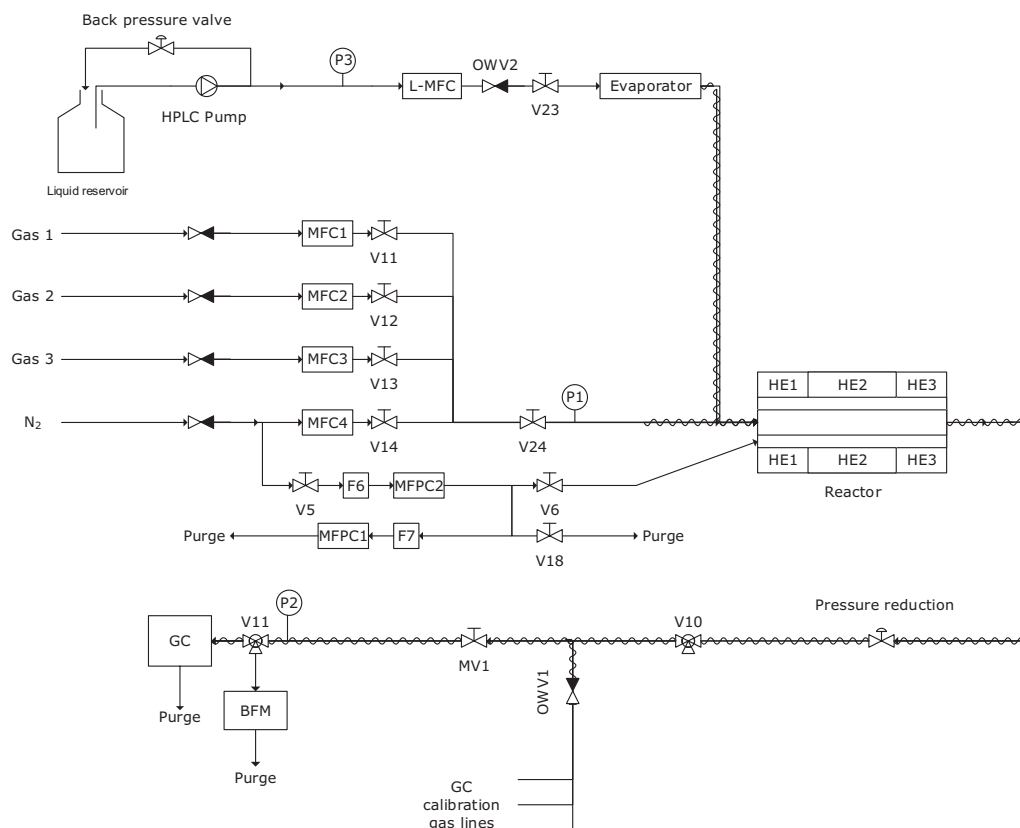 Back pressure valve
P3
OWV2
L-MFC
Evaporator
HPLC Pump
V23
Liquid reservoir
Gas 1
MFC1
V11
Gas 2
MFC2
V12
Gas 3
MFC3
V13
HE1
HE2
HE3
P1
N2
MFC4
V14
V24
HE1
HE2
HE3
Reactor
F6
MFPC2
V5
V6
Purge
MFPC1
F7
Purge
V18
Pressure reduction
P2
V11
V10
GC
MV1
OWV1
Purge
BFM
Purge
GC
calibration
gas lines